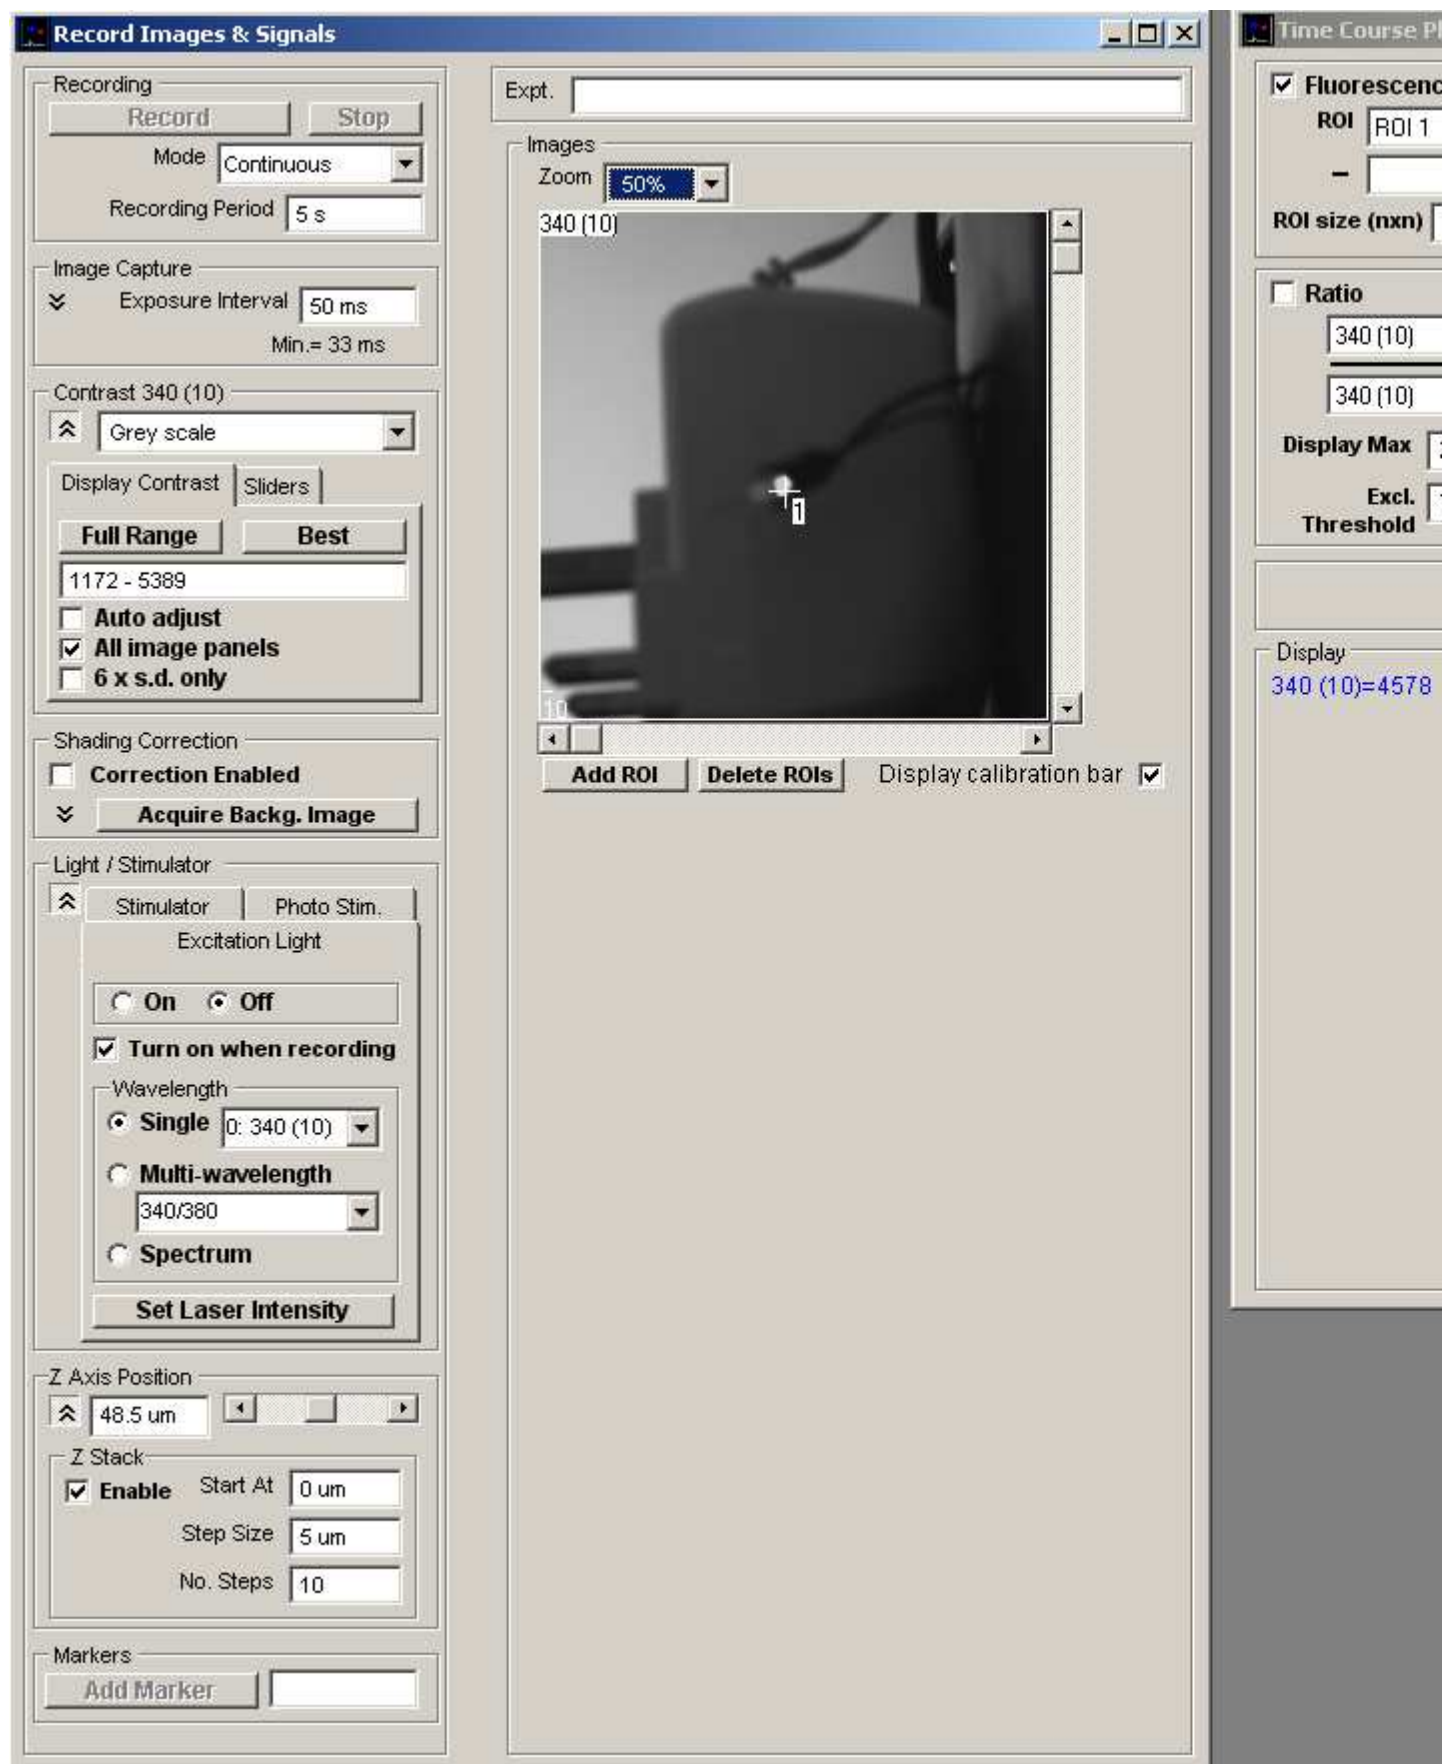 Record Images & Signals
Recording
Record Stop
Mode Continuous
Recording Period 5 s
Image Capture
Exposure Interval 50 ms
Min.= 33 ms
Contrast 340 (10)
Grey scale
Display Contrast Sliders
Full Range Best
1172 - 5389
Auto adjust
All image panels
6 x s.d. only
Shading Correction
Correction Enabled
Acquire Backg. Image
Light / Stimulator
Stimulator Photo Stim.
Excitation Light
On Off
Turn on when recording
Wavelength
Single 0: 340 (10)
Multi-wavelength
340/380
Spectrum
Set Laser Intensity
Z Axis Position
48.5 um
Z Stack
Enable Start At 0 um
Step Size 5 um
No. Steps 10
Markers
Add Marker
Expt.
Images
Zoom 50%
340 (10)
1
10
Add ROI Delete ROIs Display calibration bar
Time Course Pl
Fluorescenc
ROI ROI 1
–
ROI size (nxn)
Ratio
340 (10)
340 (10)
Display Max
Excl.
Threshold
Display
340 (10)=4578